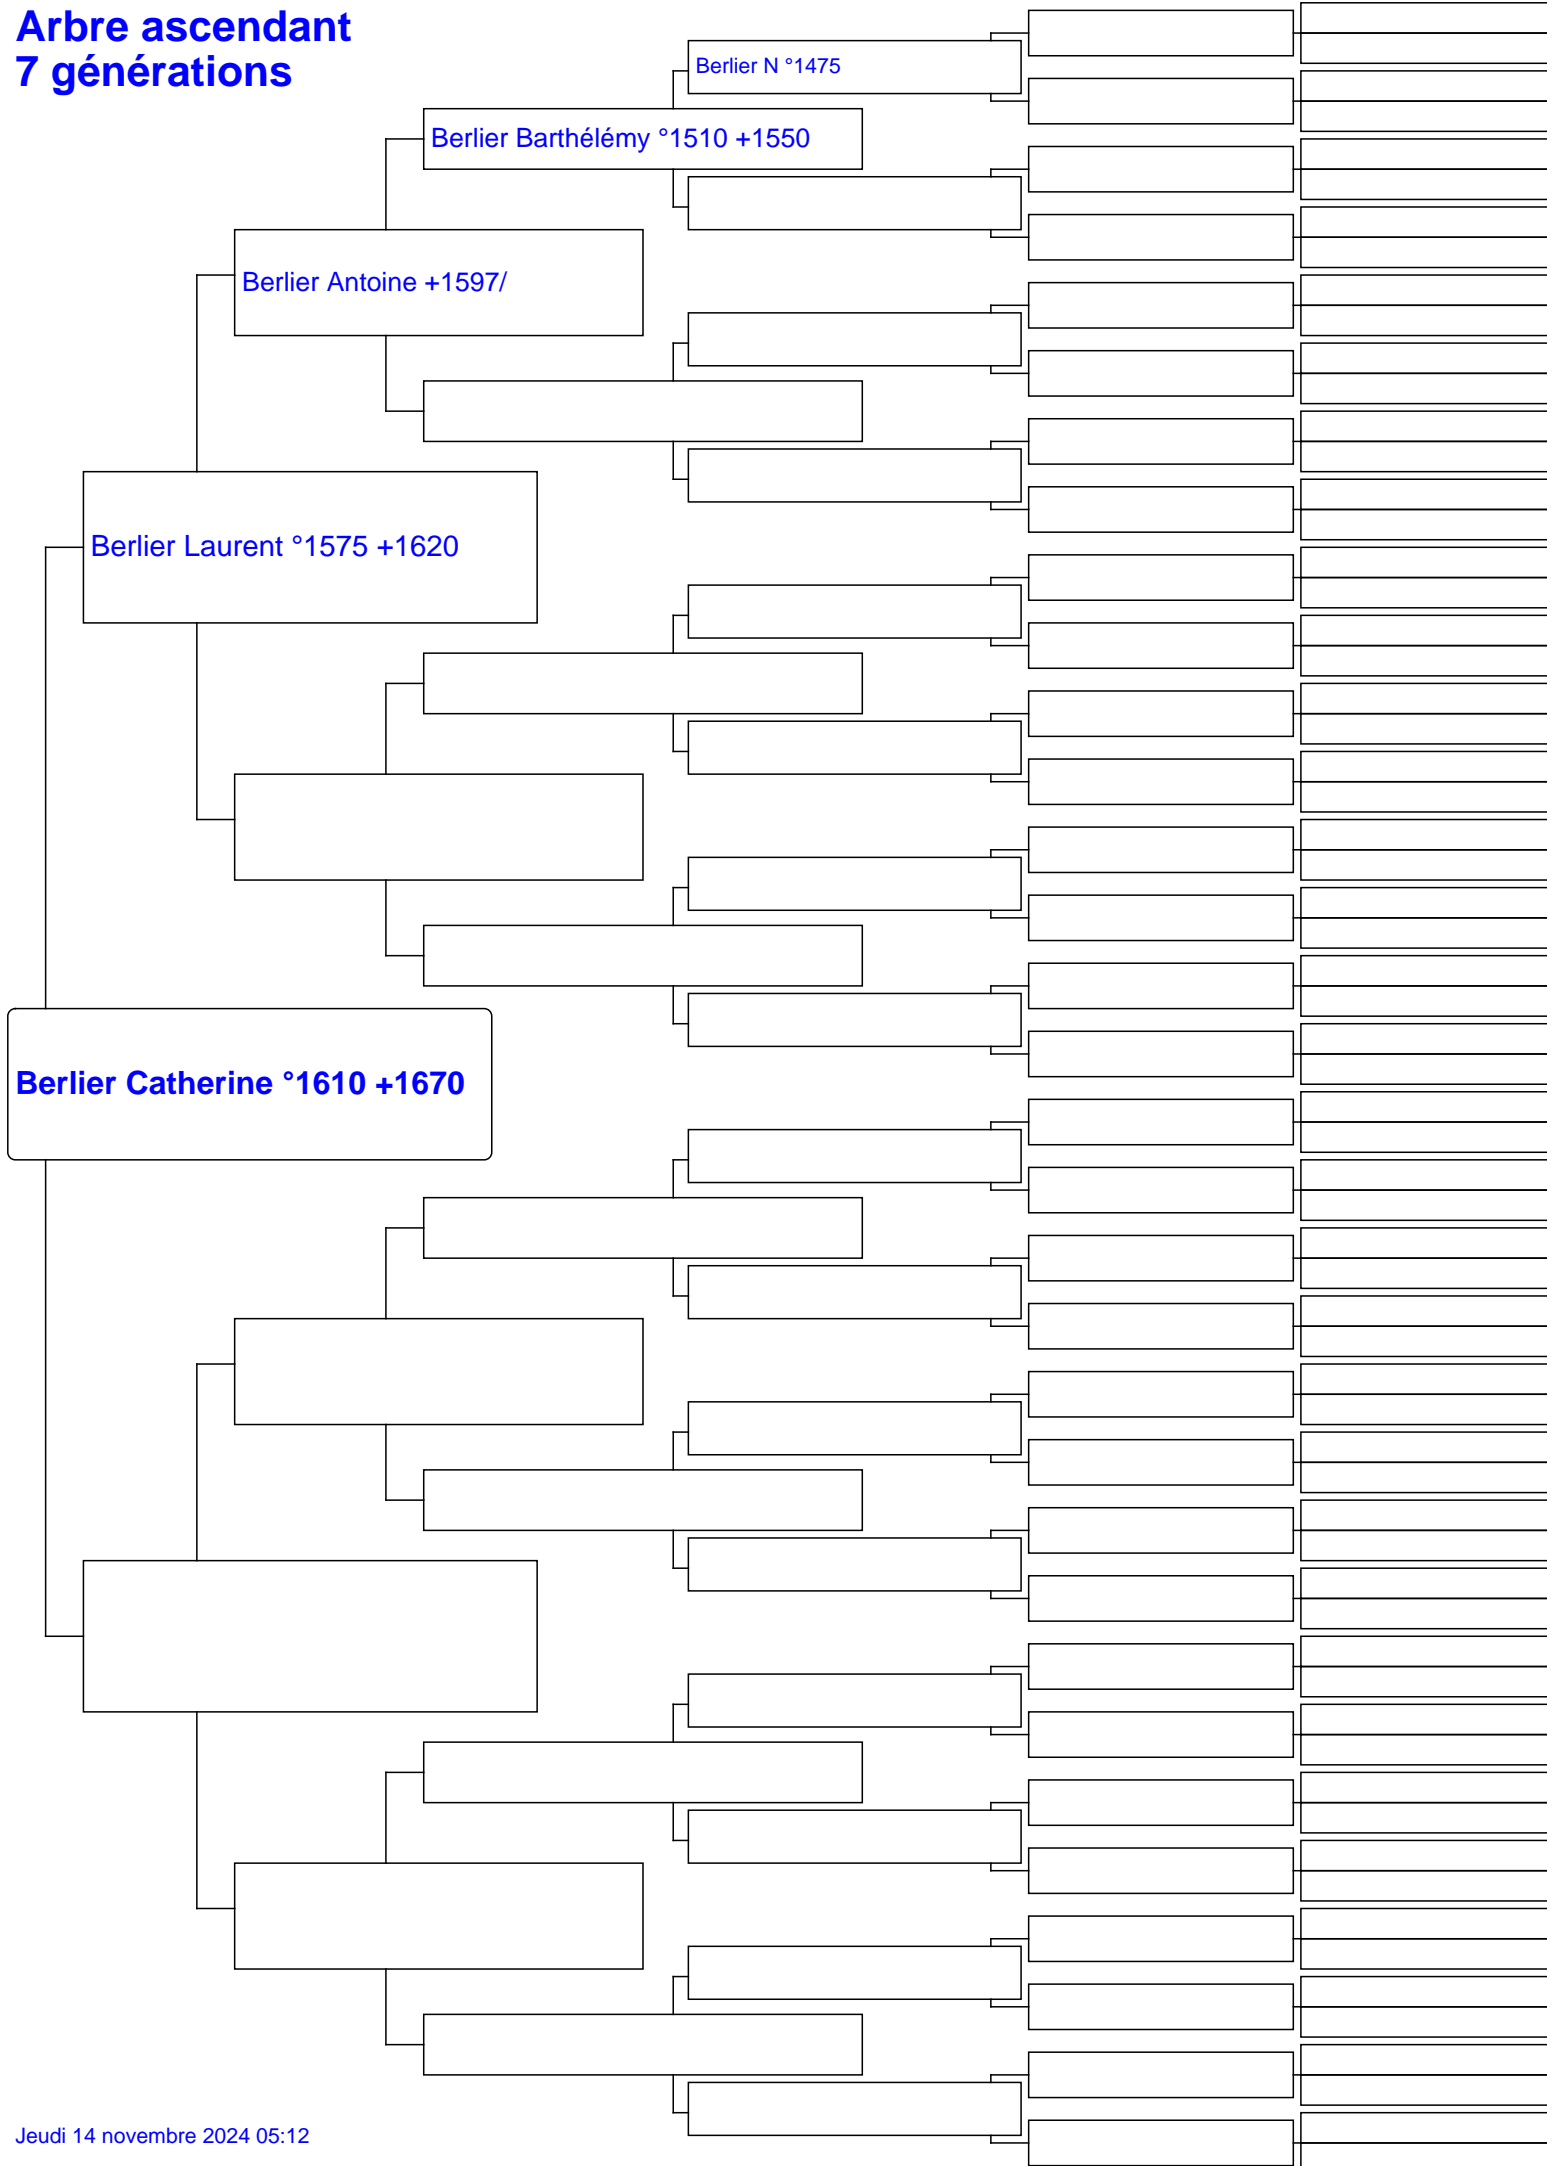 Arbre ascendant
7 générations
Berlier N °1475
Berlier Barthélémy °1510 +1550
Berlier Antoine +1597/
Berlier Laurent °1575 +1620
Berlier Catherine °1610 +1670
Jeudi 14 novembre 2024 05:12